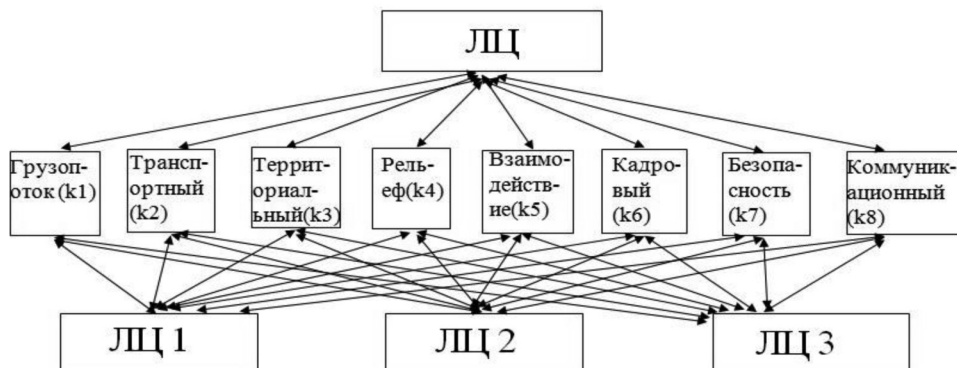 ЛЦ
Грузоп-
оток(k1)
Трансп-
ортный
(k2)
Террит-
ориал-
ьный(k3)
Рель-
еф(k4)
Взаимо-
действ-
ие(k5)
Кадро-
вый
(k6)
Безопа-
сность
(k7)
Коммуник-
ационный
(k8)
ЛЦ 1
ЛЦ 2
ЛЦ 3